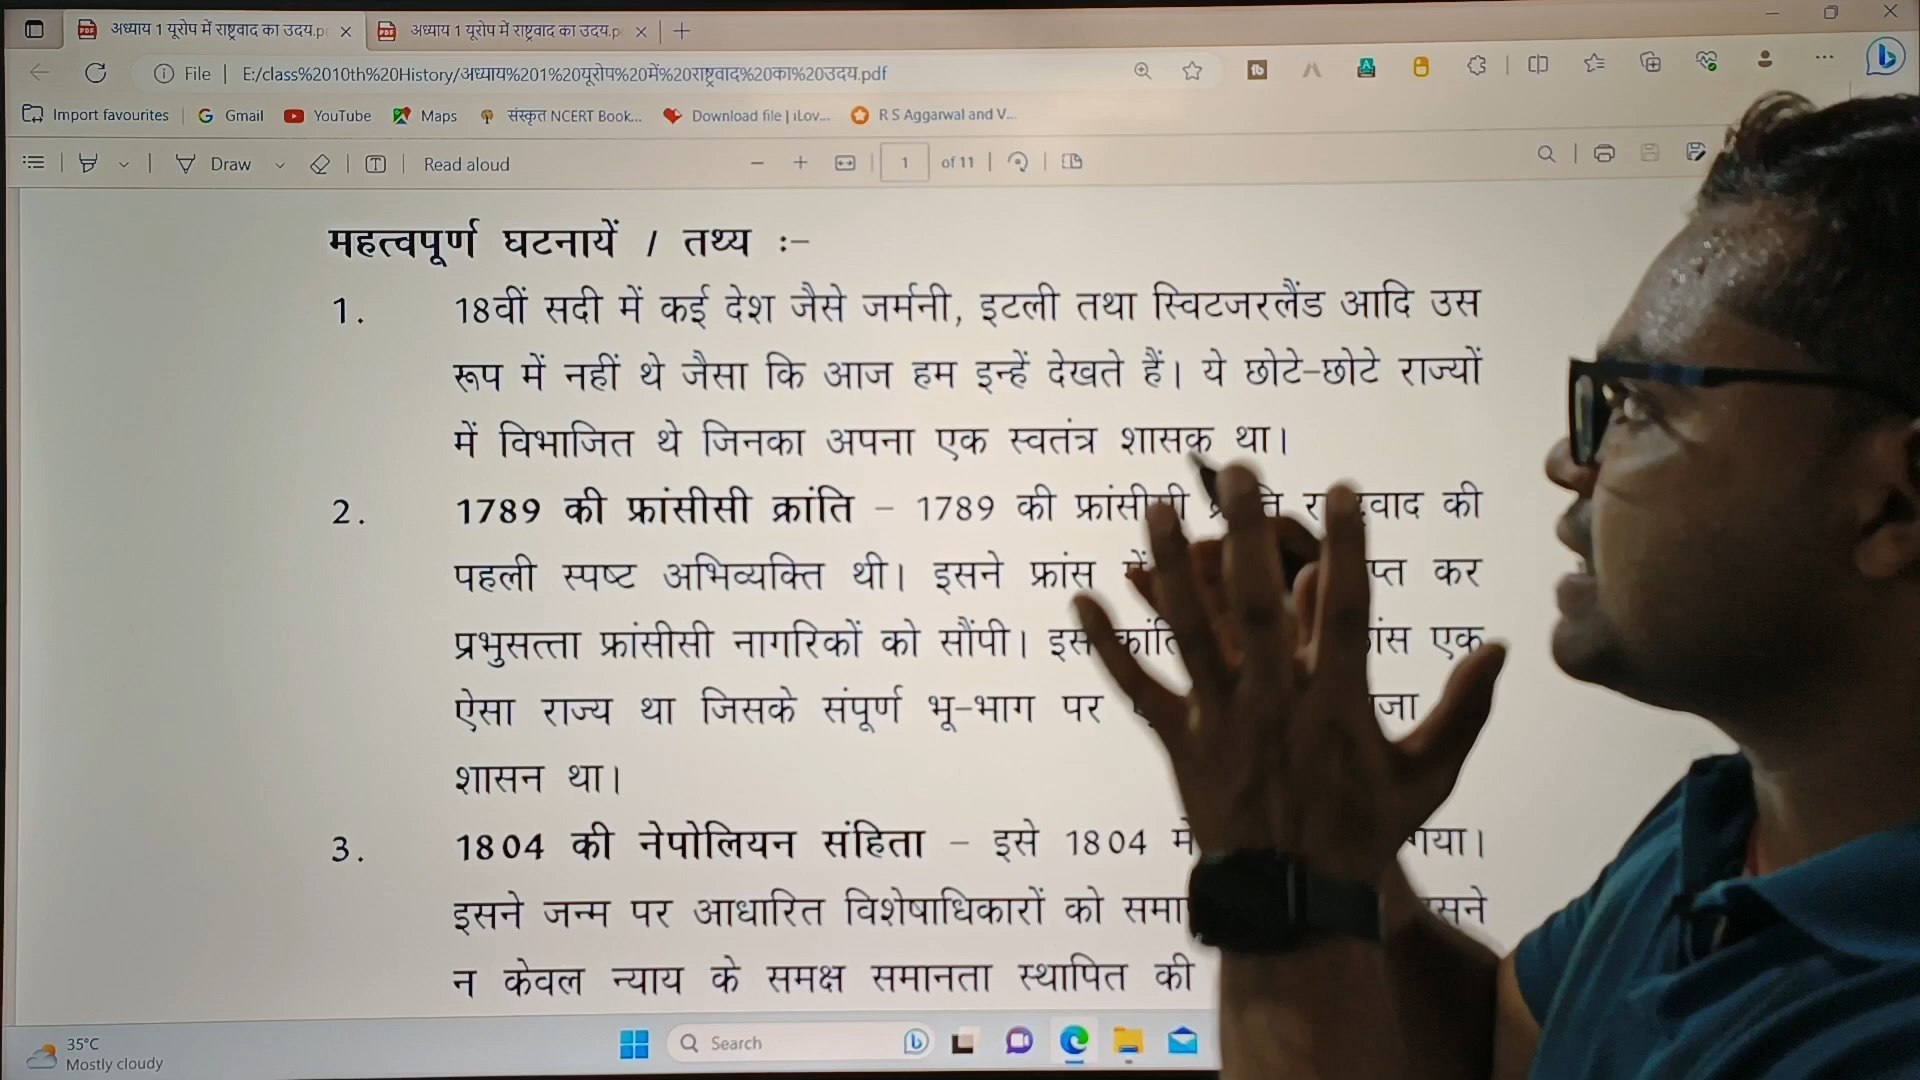 अध्याय 1 यूरोप में राष्ट्रवाद का उदय.p
अध्याय 1 यूरोप में राष्ट्रवाद का उदय.p
File | E:/class%2010th%20History/अध्याय%201%20यूरोप%20में%20राष्ट्रवाद%20का%20उदय.pdf
Import favourites Gmail YouTube Maps संस्कृत NCERT Book... Download file | iLov... R S Aggarwal and V...
Draw Read aloud 1 of 11
महत्वपूर्ण घटनायें / तथ्य :–
1. 18वीं सदी में कई देश जैसे जर्मनी, इटली तथा स्विटजरलैंड आदि उस
रूप में नहीं थे जैसा कि आज हम इन्हें देखते हैं। ये छोटे–छोटे राज्यों
में विभाजित थे जिनका अपना एक स्वतंत्र शासक था।
2. 1789 की फ्रांसीसी क्रांति – 1789 की की
पहली स्पष्ट अभिव्यक्ति थी। इसने फ्रांस कर
प्रभुसत्ता फ्रांसीसी नागरिकों को सौंपी। एक
ऐसा राज्य था जिसके संपूर्ण भू–भाग पर
शासन था।
3. 1804 की नेपोलियन संहिता – इसे 1804
इसने जन्म पर आधारित विशेषाधिकारों को
न केवल न्याय के समक्ष समानता स्थापित की
35°C
Mostly cloudy
Search